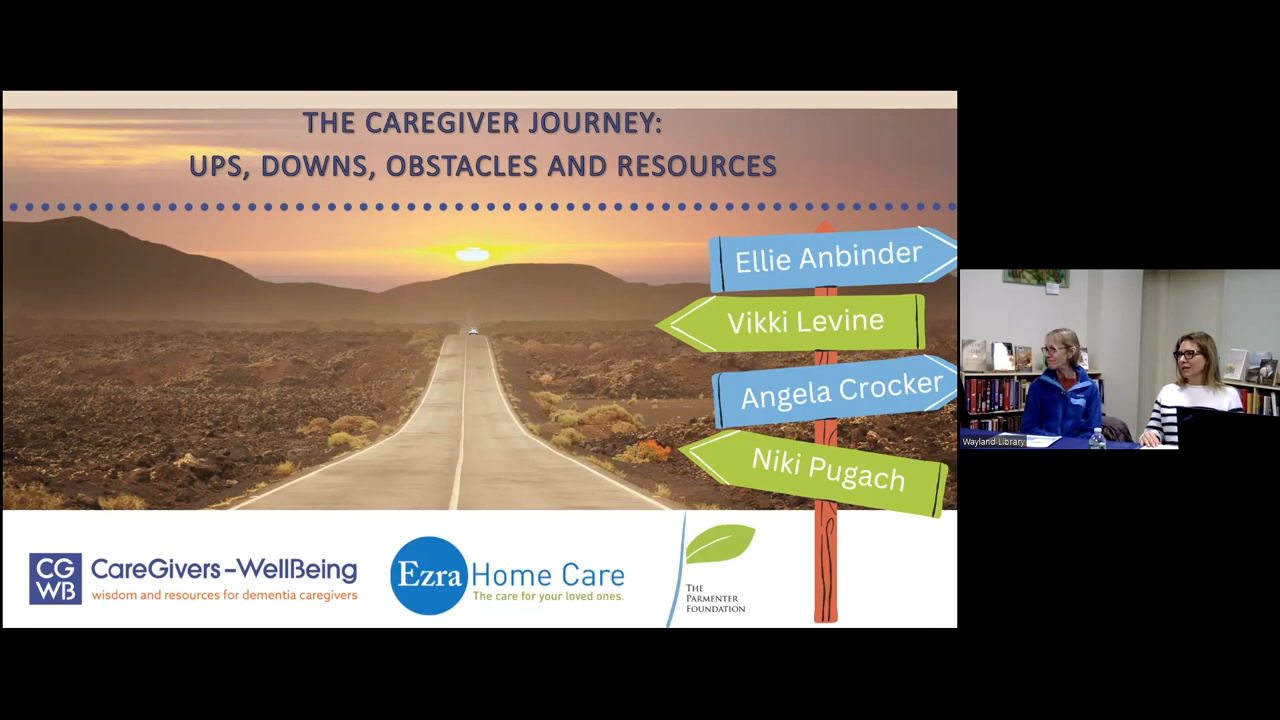 THE CAREGIVER JOURNEY:
UPS, DOWNS, OBSTACLES AND RESOURCES
Ellie Anbinder
Vikki Levine
Angela Crocker
Niki Pugach
CG
WB
CareGivers-WellBeing
wisdom and resources for dementia caregivers
Ezra Home Care
The care for your loved ones.
THE
PARMENTER
FOUNDATION
Wayland Library